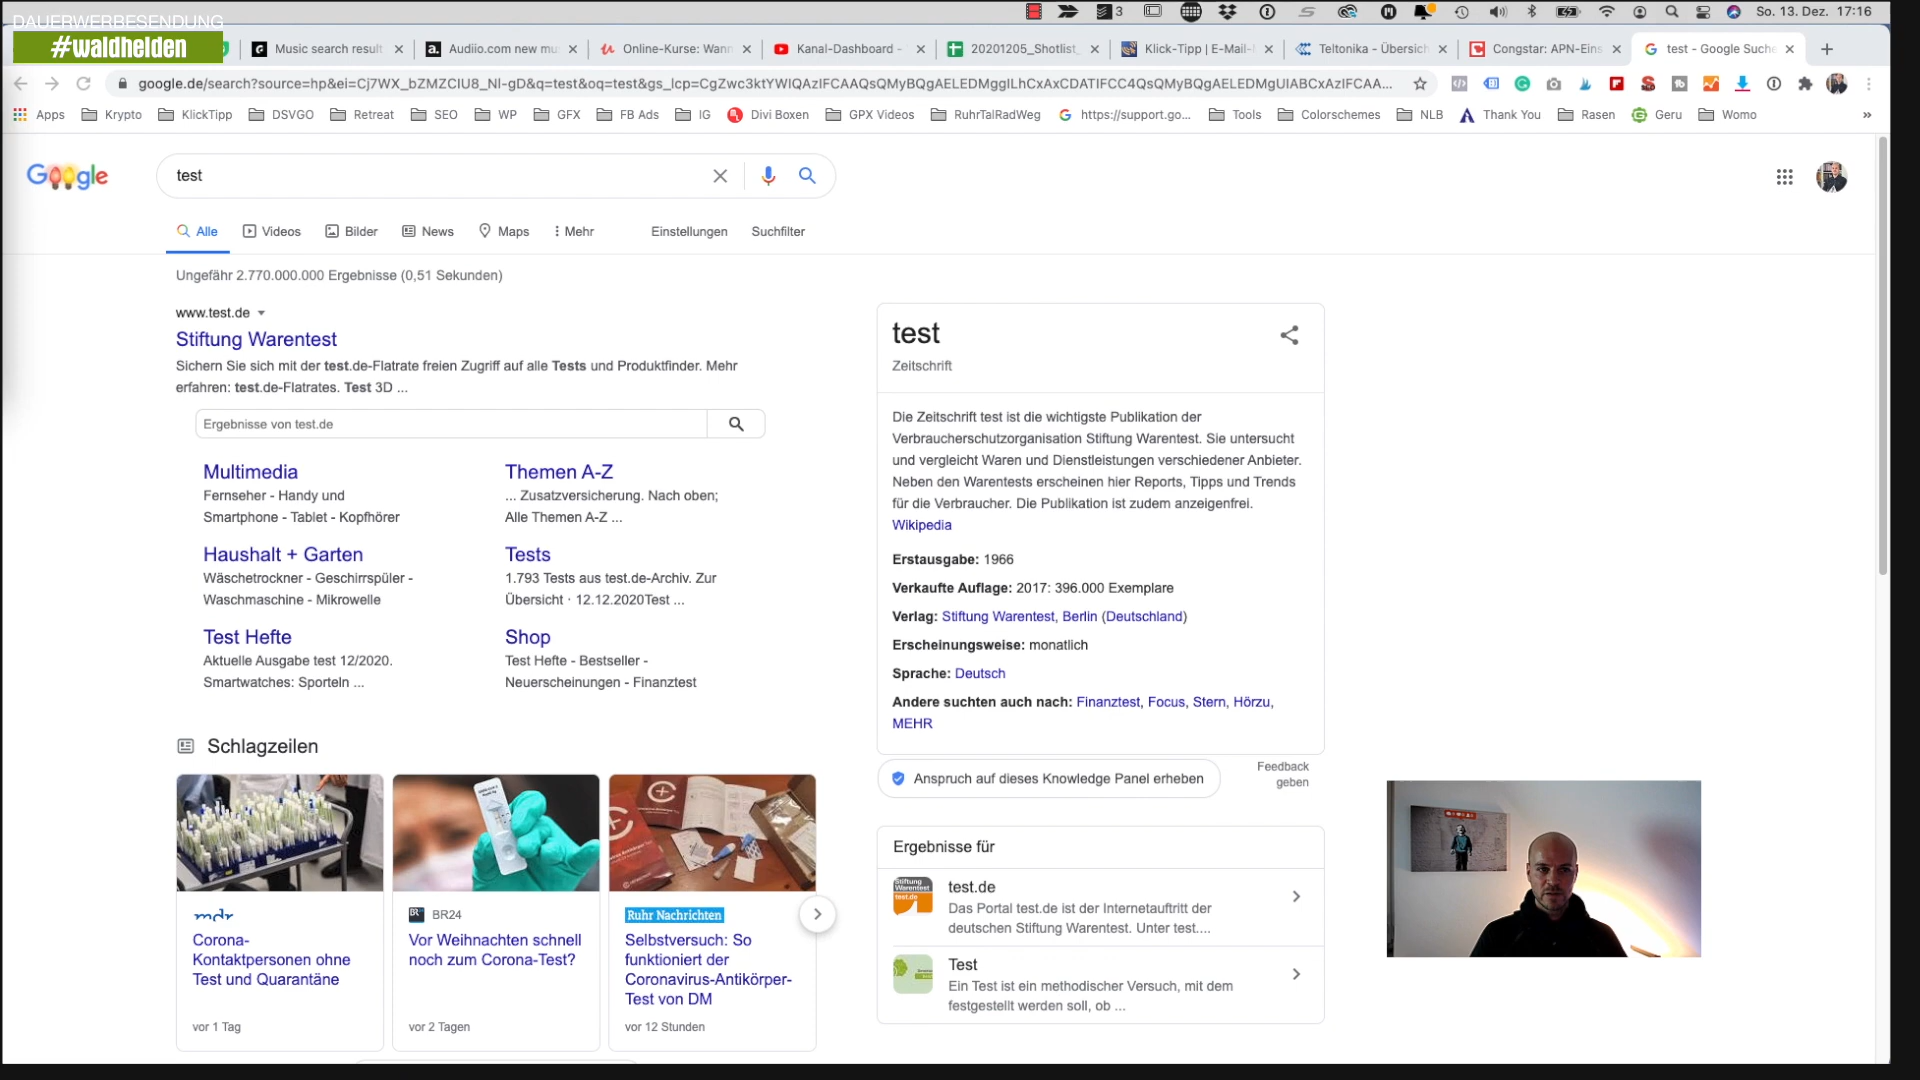 DAUERWERBESENDUNG
#waldhelden
3
So. 13. Dez. 17:16
Music search result
Audiio.com new mu
Online-Kurse: Wann
Kanal-Dashboard -
20201205_Shotlist_
Klick-Tipp | E-Mail-
Teltonika - Übersich
Congstar: APN-Eins
test - Google Suche
google.de/search?source=hp&ei=Cj7WX_bZMZCIU8_NI-gD&q=test&oq=test&gs_lcp=CgZwc3ktYWIQAzIFCAAQsQMyBQgAELEDMggILhCxAxCDATIFCC4QsQMyBQgAELEDMgUIABCxAzIFCAA...
Apps
Krypto
KlickTipp
DSVGO
Retreat
SEO
WP
GFX
FB Ads
IG
Divi Boxen
GPX Videos
RuhrTalRadWeg
https://support.go...
Tools
Colorschemes
NLB
Thank You
Rasen
Geru
Womo
»
Google
test
Alle
Videos
Bilder
News
Maps
Mehr
Einstellungen
Suchfilter
Ungefähr 2.770.000.000 Ergebnisse (0,51 Sekunden)
www.test.de
Stiftung Warentest
Sichern Sie sich mit der test.de-Flatrate freien Zugriff auf alle Tests und Produktfinder. Mehr
erfahren: test.de-Flatrates. Test 3D ...
Ergebnisse von test.de
Multimedia
Fernseher - Handy und
Smartphone - Tablet - Kopfhörer
Themen A-Z
... Zusatzversicherung. Nach oben;
Alle Themen A-Z ...
Haushalt + Garten
Wäschetrockner - Geschirrspüler -
Waschmaschine - Mikrowelle
Tests
1.793 Tests aus test.de-Archiv. Zur
Übersicht · 12.12.2020Test ...
Test Hefte
Aktuelle Ausgabe test 12/2020.
Smartwatches: Sporteln ...
Shop
Test Hefte - Bestseller -
Neuerscheinungen - Finanztest
Schlagzeilen
mdr
Corona-
Kontaktpersonen ohne
Test und Quarantäne
vor 1 Tag
BR24
Vor Weihnachten schnell
noch zum Corona-Test?
vor 2 Tagen
Ruhr Nachrichten
Selbstversuch: So
funktioniert der
Coronavirus-Antikörper-
Test von DM
vor 12 Stunden
test
Zeitschrift
Die Zeitschrift test ist die wichtigste Publikation der
Verbraucherschutzorganisation Stiftung Warentest. Sie untersucht
und vergleicht Waren und Dienstleistungen verschiedener Anbieter.
Neben den Warentests erscheinen hier Reports, Tipps und Trends
für die Verbraucher. Die Publikation ist zudem anzeigenfrei.
Wikipedia
Erstausgabe: 1966
Verkaufte Auflage: 2017: 396.000 Exemplare
Verlag: Stiftung Warentest, Berlin (Deutschland)
Erscheinungsweise: monatlich
Sprache: Deutsch
Andere suchten auch nach: Finanztest, Focus, Stern, Hörzu,
MEHR
Anspruch auf dieses Knowledge Panel erheben
Feedback
geben
Ergebnisse für
Stiftung
Warentest
test.de
test.de
Das Portal test.de ist der Internetauftritt der
deutschen Stiftung Warentest. Unter test....
Test
Ein Test ist ein methodischer Versuch, mit dem
festgestellt werden soll, ob ...